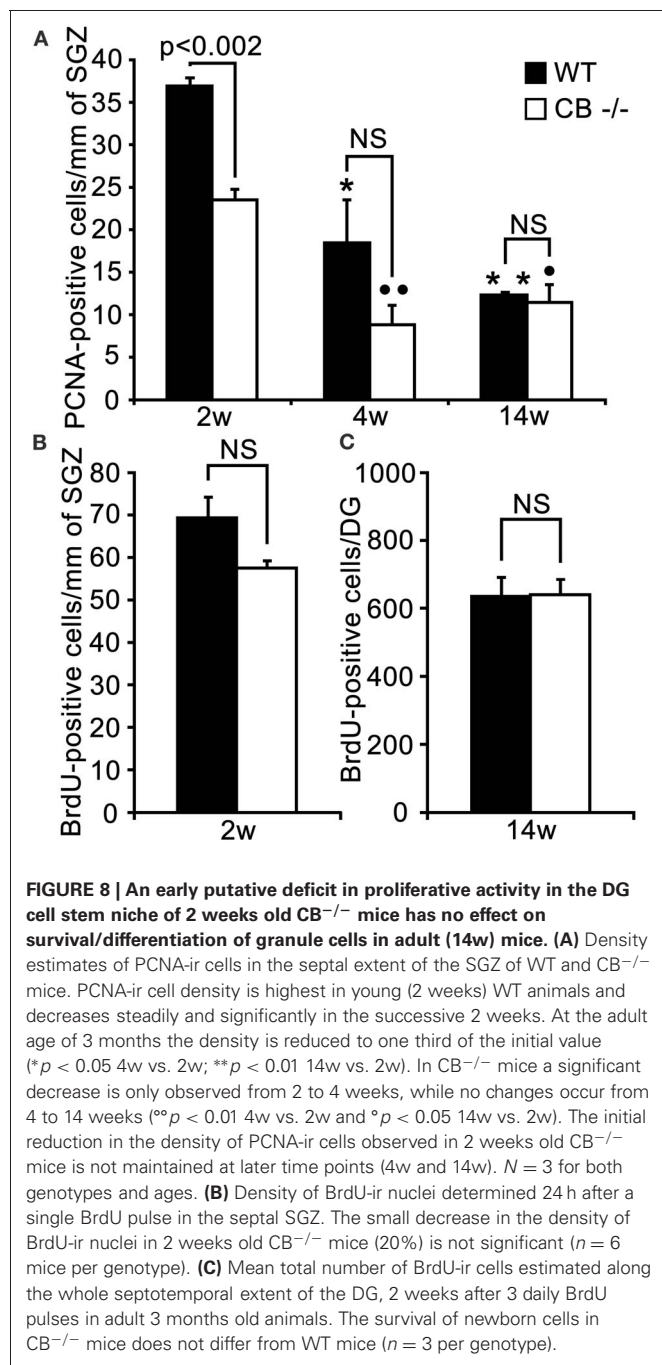 A
p<0.002
WT
CB -/-
NS
*
●●
NS
* *
●
PCNA-positive cells/mm of SGZ
40
35
30
25
20
15
10
5
0
2w
4w
14w
B
NS
BrdU-positive cells/mm of SGZ
80
70
60
50
40
30
20
10
0
2w
C
NS
BrdU-positive cells/DG
1000
800
600
400
200
0
14w
FIGURE 8 | An early putative deficit in proliferative activity in the DG
cell stem niche of 2 weeks old CB−/− mice has no effect on
survival/differentiation of granule cells in adult (14w) mice. (A) Density
estimates of PCNA-ir cells in the septal extent of the SGZ of WT and CB−/−
mice. PCNA-ir cell density is highest in young (2 weeks) WT animals and
decreases steadily and significantly in the successive 2 weeks. At the adult
age of 3 months the density is reduced to one third of the initial value
(*p < 0.05 4w vs. 2w; **p < 0.01 14w vs. 2w). In CB−/− mice a significant
decrease is only observed from 2 to 4 weeks, while no changes occur from
4 to 14 weeks (°°p < 0.01 4w vs. 2w and °p < 0.05 14w vs. 2w). The initial
reduction in the density of PCNA-ir cells observed in 2 weeks old CB−/−
mice is not maintained at later time points (4w and 14w). N = 3 for both
genotypes and ages. (B) Density of BrdU-ir nuclei determined 24 h after a
single BrdU pulse in the septal SGZ. The small decrease in the density of
BrdU-ir nuclei in 2 weeks old CB−/− mice (20%) is not significant (n = 6
mice per genotype). (C) Mean total number of BrdU-ir cells estimated along
the whole septotemporal extent of the DG, 2 weeks after 3 daily BrdU
pulses in adult 3 months old animals. The survival of newborn cells in
CB−/− mice does not differ from WT mice (n = 3 per genotype).